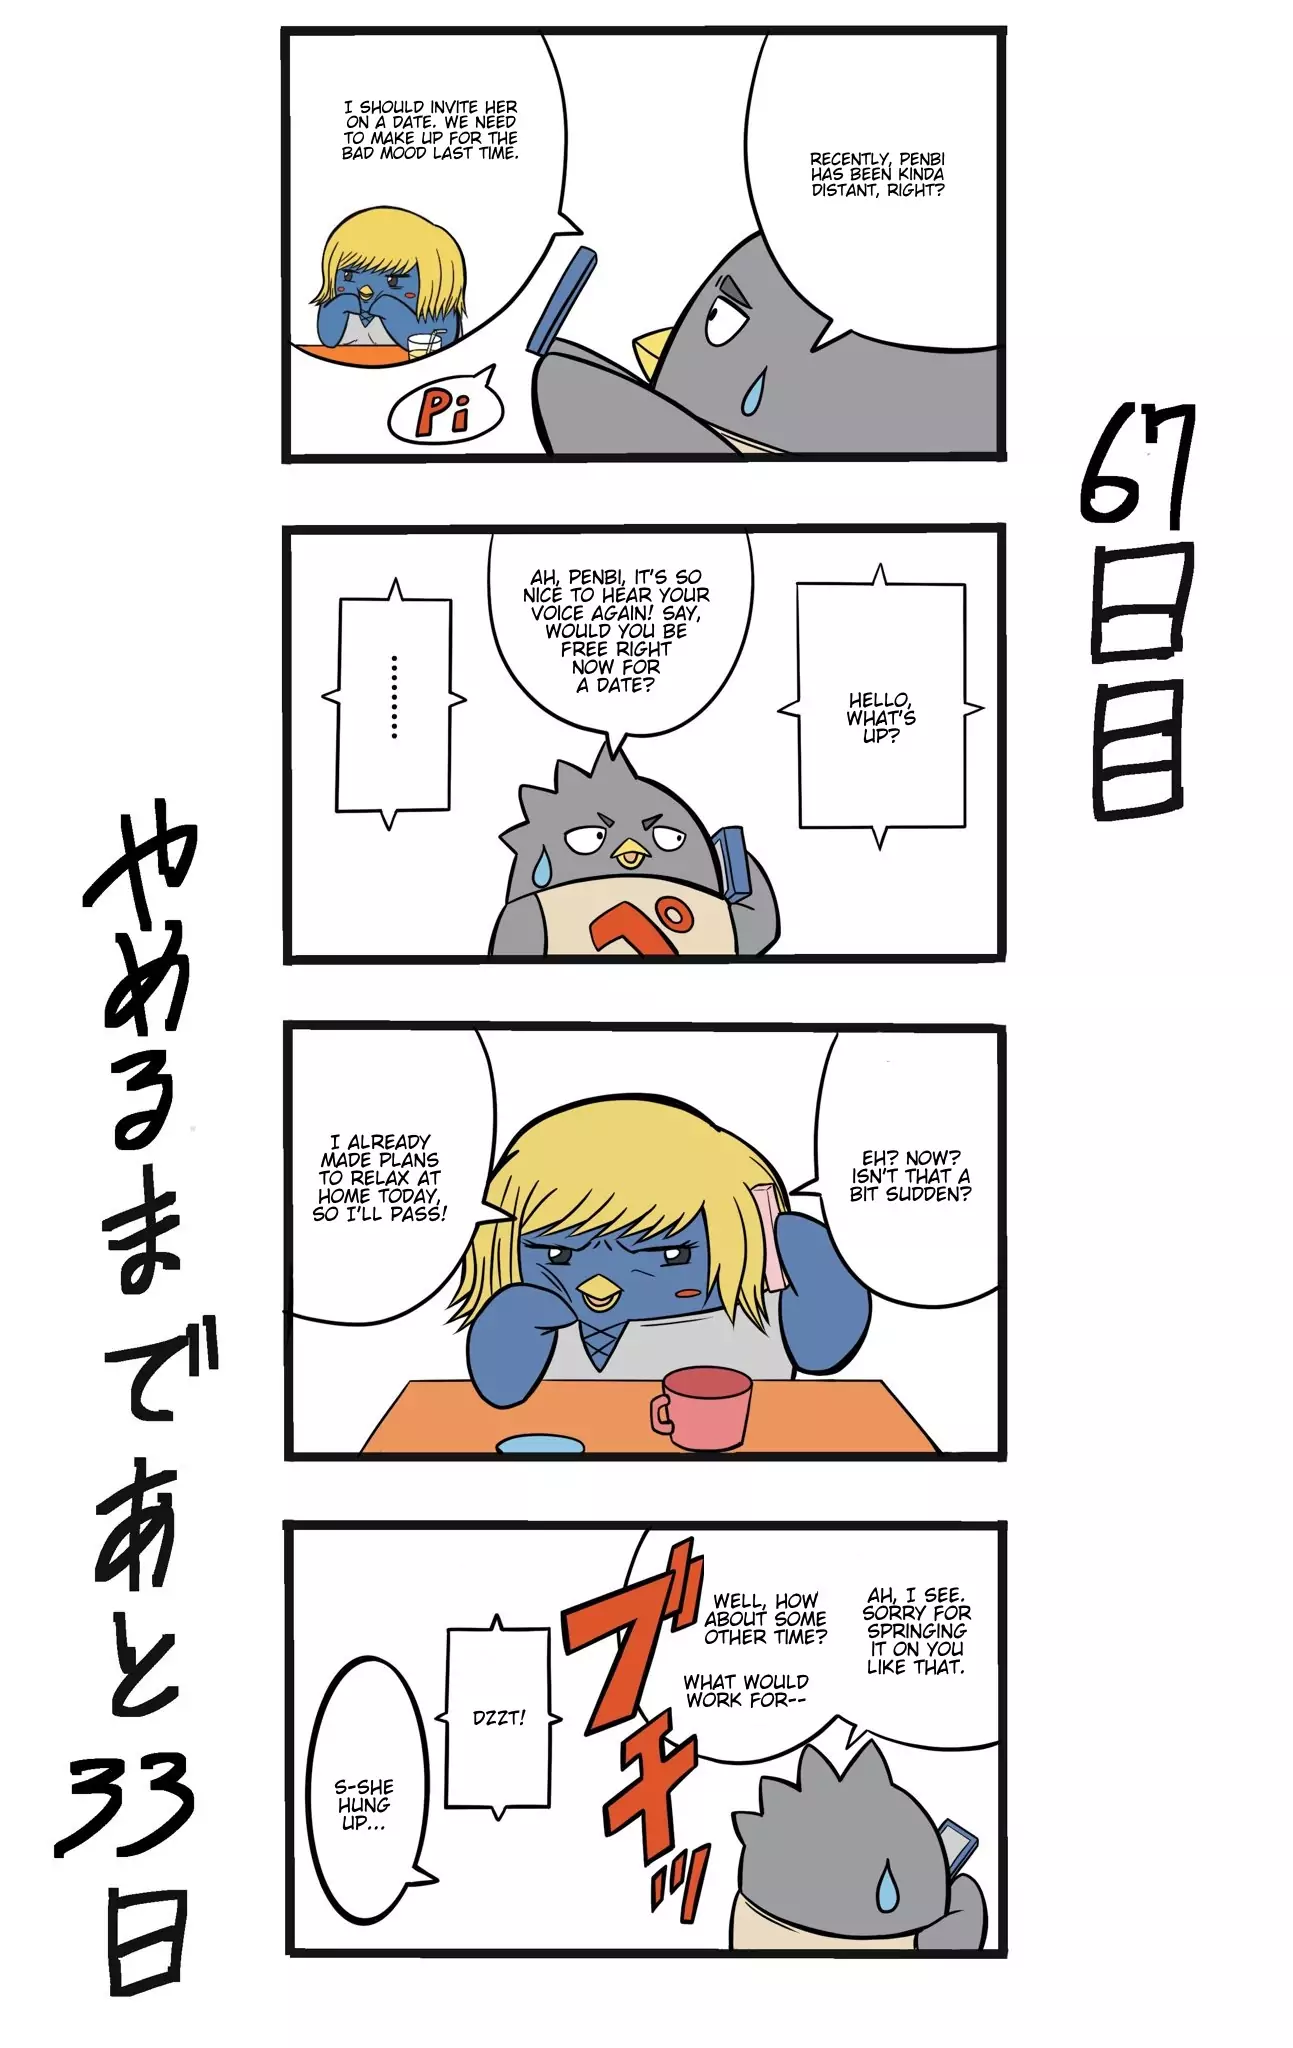 67日目
RECENTLY, PENBI
HAS BEEN KINDA
DISTANT, RIGHT?
I SHOULD INVITE HER
ON A DATE. WE NEED
TO MAKE UP FOR THE
BAD MOOD LAST TIME.
Pi
HELLO,
WHAT'S
UP?
AH, PENBI, IT'S SO
NICE TO HEAR YOUR
VOICE AGAIN! SAY,
WOULD YOU BE
FREE RIGHT
NOW FOR
A DATE?
.........
ペ
EH? NOW?
ISN'T THAT A
BIT SUDDEN?
I ALREADY
MADE PLANS
TO RELAX AT
HOME TODAY,
SO I'LL PASS!
AH, I SEE.
SORRY FOR
SPRINGING
IT ON YOU
LIKE THAT.
WELL, HOW
ABOUT SOME
OTHER TIME?
WHAT WOULD
WORK FOR--
ブチッ
DZZT!
S-SHE
HUNG
UP...
やめるまであと33日